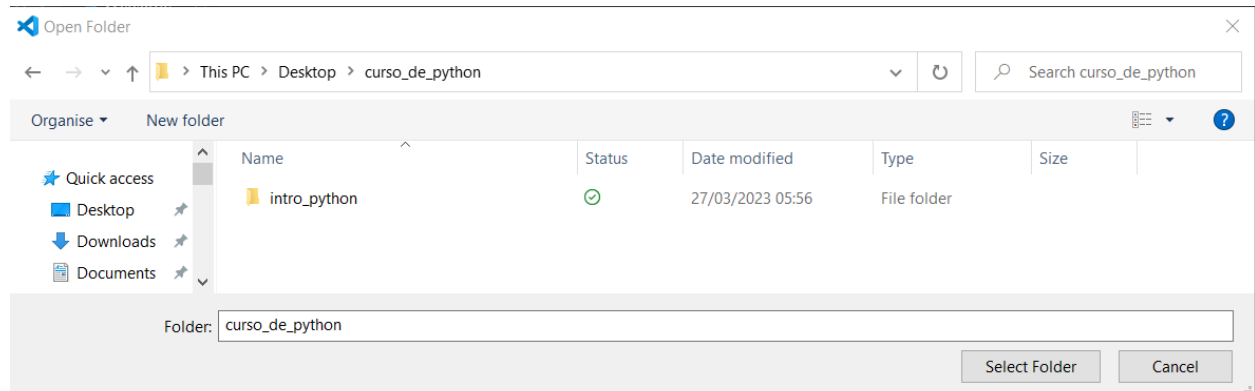 Open Folder
This PC > Desktop > curso_de_python
Search curso_de_python
Organise New folder
?
Name Status Date modified Type Size
Quick access
intro_python 27/03/2023 05:56 File folder
Desktop
Downloads
Documents
Folder: curso_de_python
Select Folder Cancel